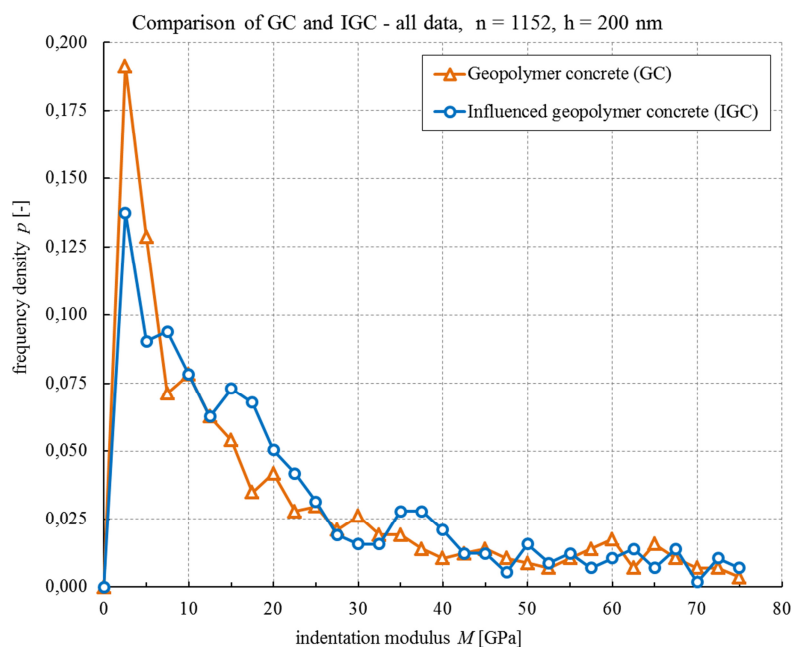 Comparison of GC and IGC - all data, n = 1152, h = 200 nm
0,200
0,175
0,150
0,125
0,100
0,075
0,050
0,025
0,000
frequency density p [-]
Geopolymer concrete (GC)
Influenced geopolymer concrete (IGC)
0 10 20 30 40 50 60 70 80
indentation modulus M [GPa]